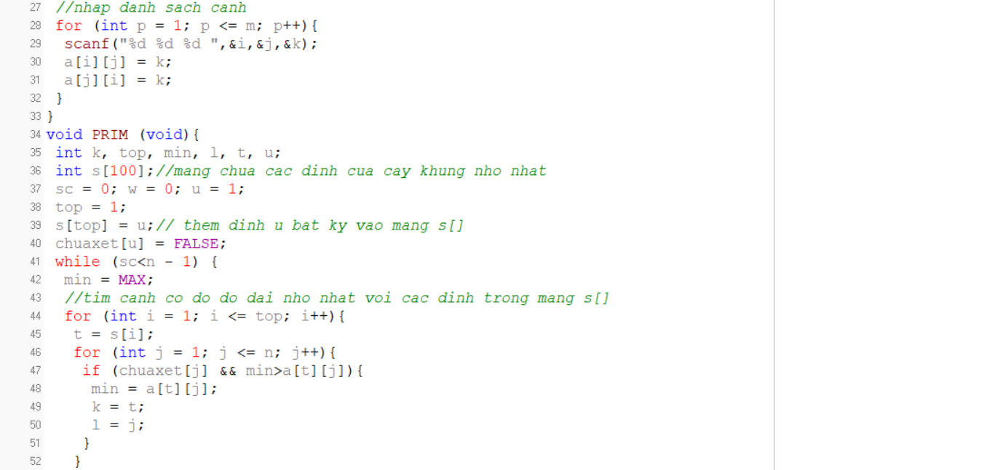 27 //nhap danh sach canh
28 for (int p = 1; p <= m; p++){
29 scanf("%d %d %d ",&i,&j,&k);
30 a[i][j] = k;
31 a[j][i] = k;
32 }
33 }
34 void PRIM (void){
35 int k, top, min, l, t, u;
36 int s[100];//mang chua cac dinh cua cay khung nho nhat
37 sc = 0; w = 0; u = 1;
38 top = 1;
39 s[top] = u;// them dinh u bat ky vao mang s[]
40 chuaxet[u] = FALSE;
41 while (sc<n - 1) {
42 min = MAX;
43 //tim canh co do do dai nho nhat voi cac dinh trong mang s[]
44 for (int i = 1; i <= top; i++){
45 t = s[i];
46 for (int j = 1; j <= n; j++){
47 if (chuaxet[j] && min>a[t][j]){
48 min = a[t][j];
49 k = t;
50 l = j;
51 }
52 }